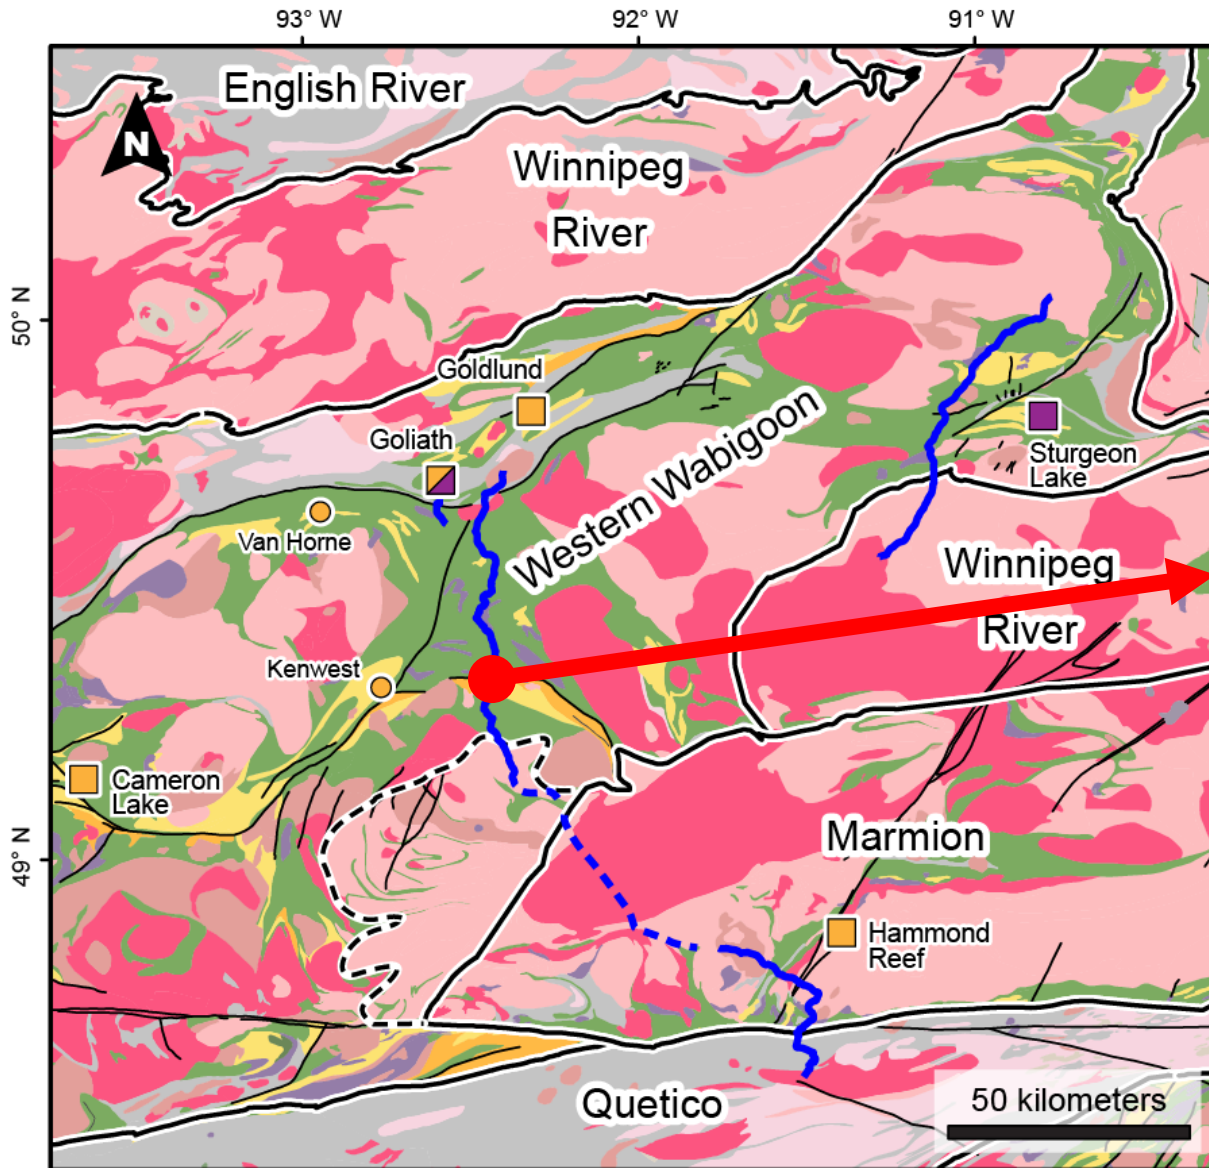 93° W
92° W
91° W
English River
N
Winnipeg
River
50° N
Goldlund
Goliath
Western Wabigoon
Sturgeon
Lake
Van Horne
Winnipeg
River
Kenwest
Cameron
Lake
49° N
Marmion
Hammond
Reef
Quetico
50 kilometers